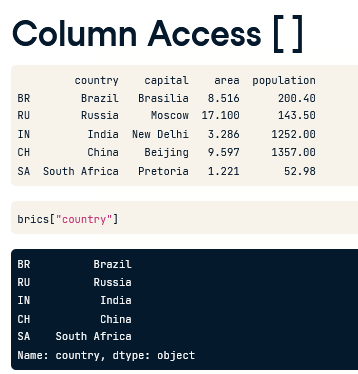 Column Access [ ]
country capital area population
BR Brazil Brasilia 8.516 200.40
RU Russia Moscow 17.100 143.50
IN India New Delhi 3.286 1252.00
CH China Beijing 9.597 1357.00
SA South Africa Pretoria 1.221 52.98
brics["country"]
BR Brazil
RU Russia
IN India
CH China
SA South Africa
Name: country, dtype: object